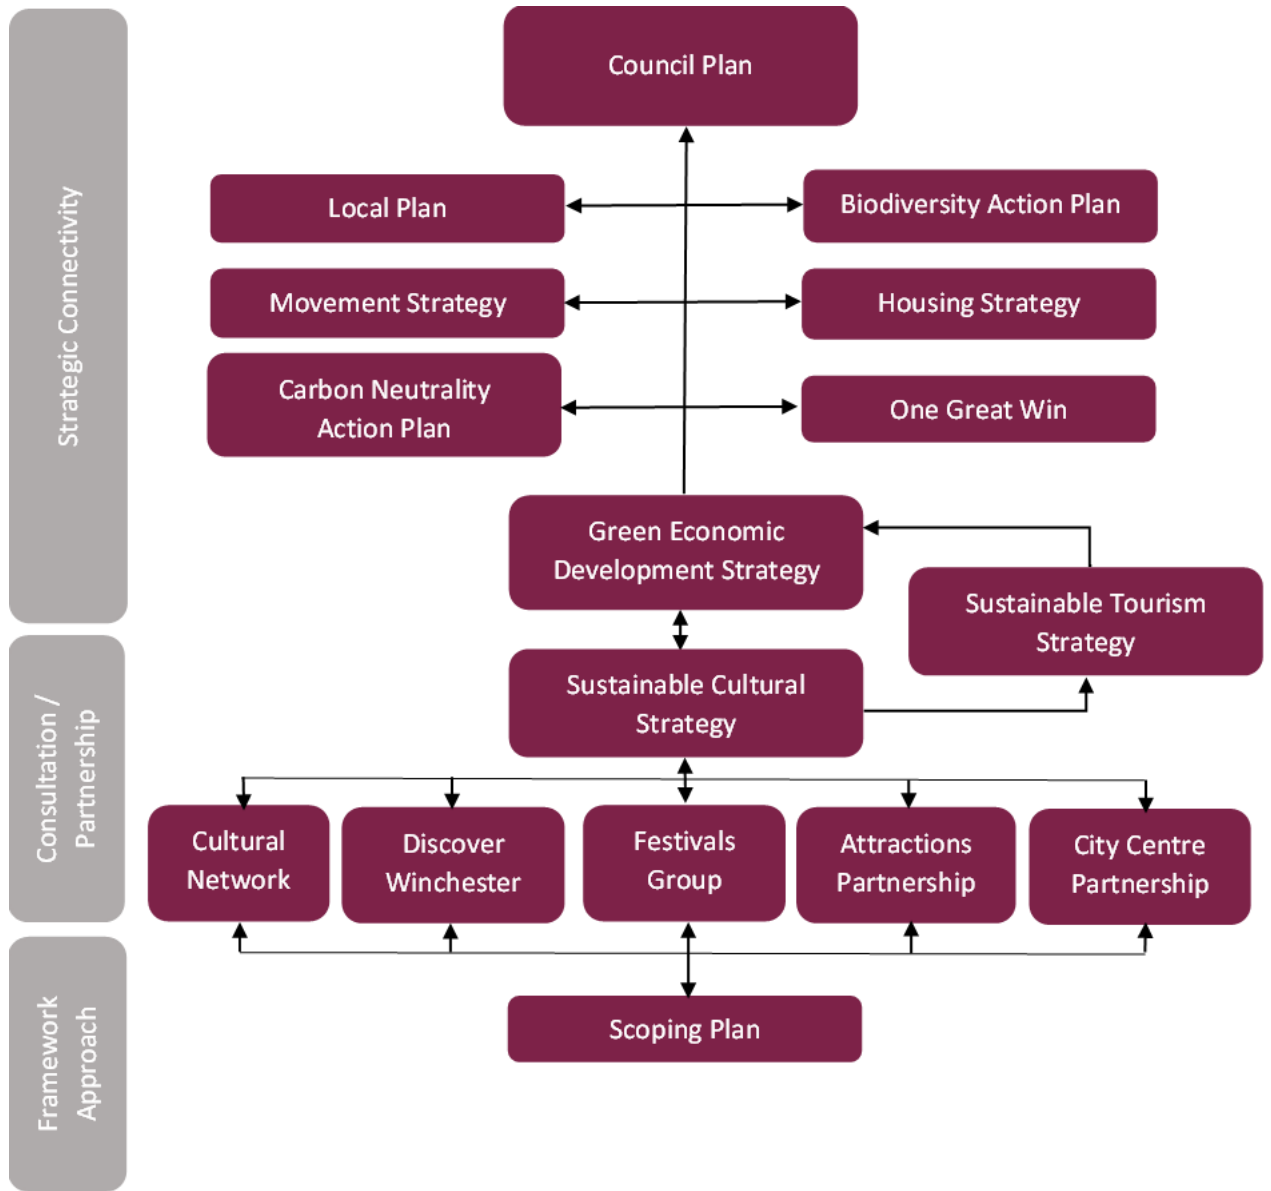 Council Plan
Strategic Connectivity
Local Plan
Biodiversity Action Plan
Movement Strategy
Housing Strategy
Carbon Neutrality
Action Plan
One Great Win
Green Economic
Development Strategy
Sustainable Tourism
Strategy
Consultation /
Partnership
Sustainable Cultural
Strategy
Cultural
Network
Discover
Winchester
Festivals
Group
Attractions
Partnership
City Centre
Partnership
Framework
Approach
Scoping Plan